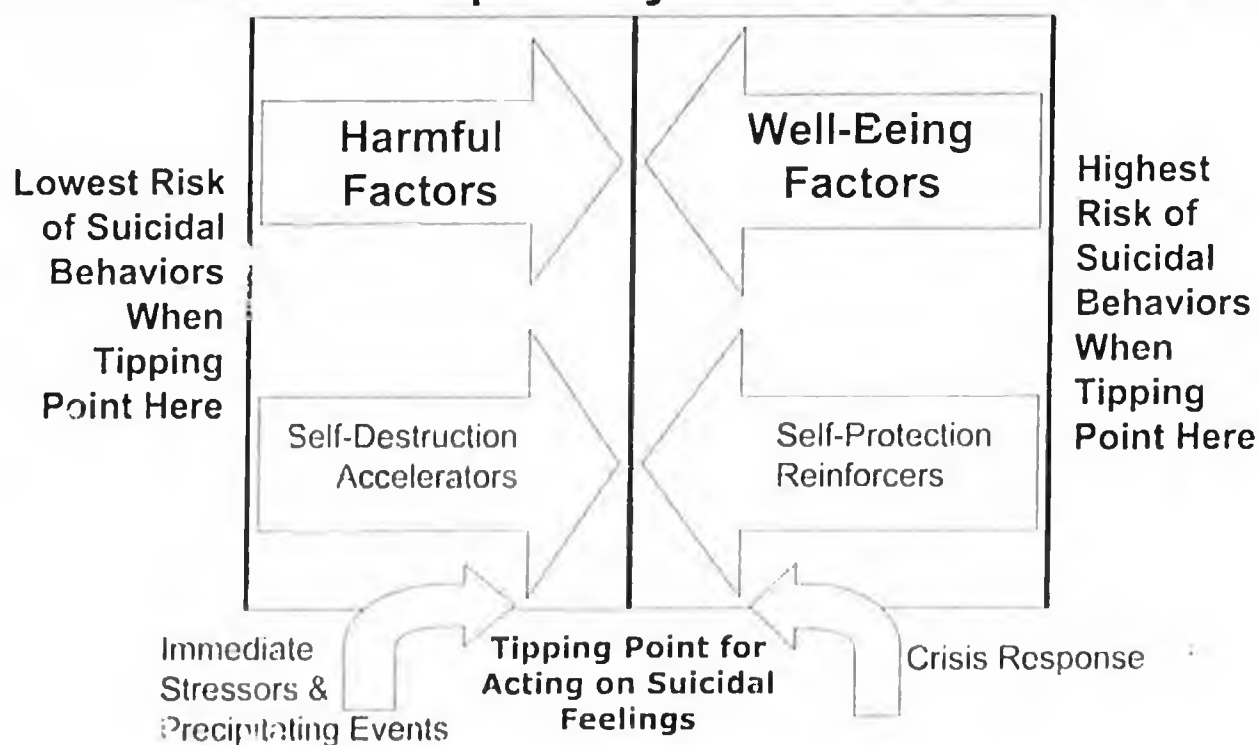 Harmful
Factors
Well-Eeing
Factors
Lowest Risk
of Suicidal
Behaviors
When
Tipping
Point Here
Highest
Risk of
Suicidal
Behaviors
When
Tipping
Point Here
Self-Destruction
Accelerators
Self-Protection
Reinforcers
Immediate
Stressors &
Precipitating Events
Tipping Point for
Acting on Suicidal
Feelings
Crisis Response